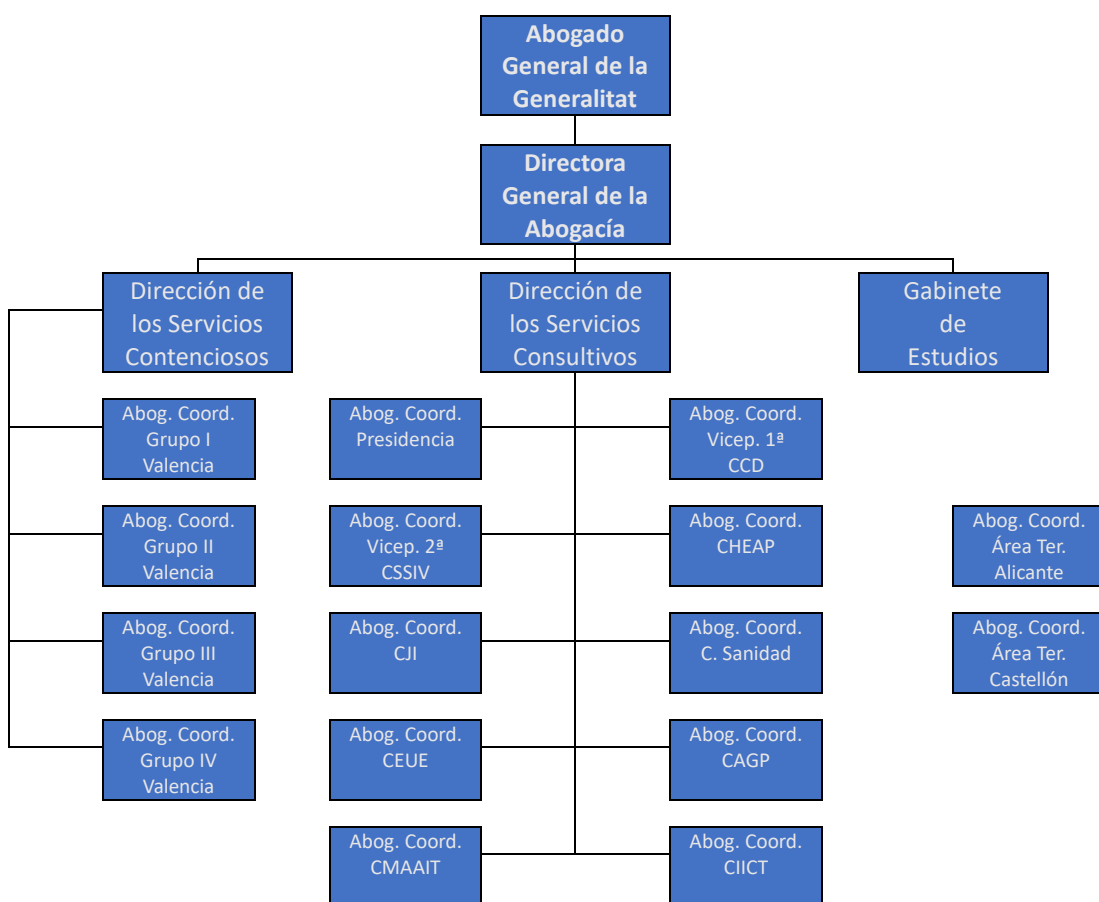 Abogado
General de la
Generalitat
Directora
General de la
Abogacía
Dirección de
los Servicios
Contenciosos
Dirección de
los Servicios
Consultivos
Gabinete
de
Estudios
Abog. Coord.
Grupo I
Valencia
Abog. Coord.
Presidencia
Abog. Coord.
Vicep. 1ª
CCD
Abog. Coord.
Grupo II
Valencia
Abog. Coord.
Vicep. 2ª
CSSIV
Abog. Coord.
CHEAP
Abog. Coord.
Área Ter.
Alicante
Abog. Coord.
Grupo III
Valencia
Abog. Coord.
CJI
Abog. Coord.
C. Sanidad
Abog. Coord.
Área Ter.
Castellón
Abog. Coord.
Grupo IV
Valencia
Abog. Coord.
CEUE
Abog. Coord.
CAGP
Abog. Coord.
CMAAIT
Abog. Coord.
CIICT